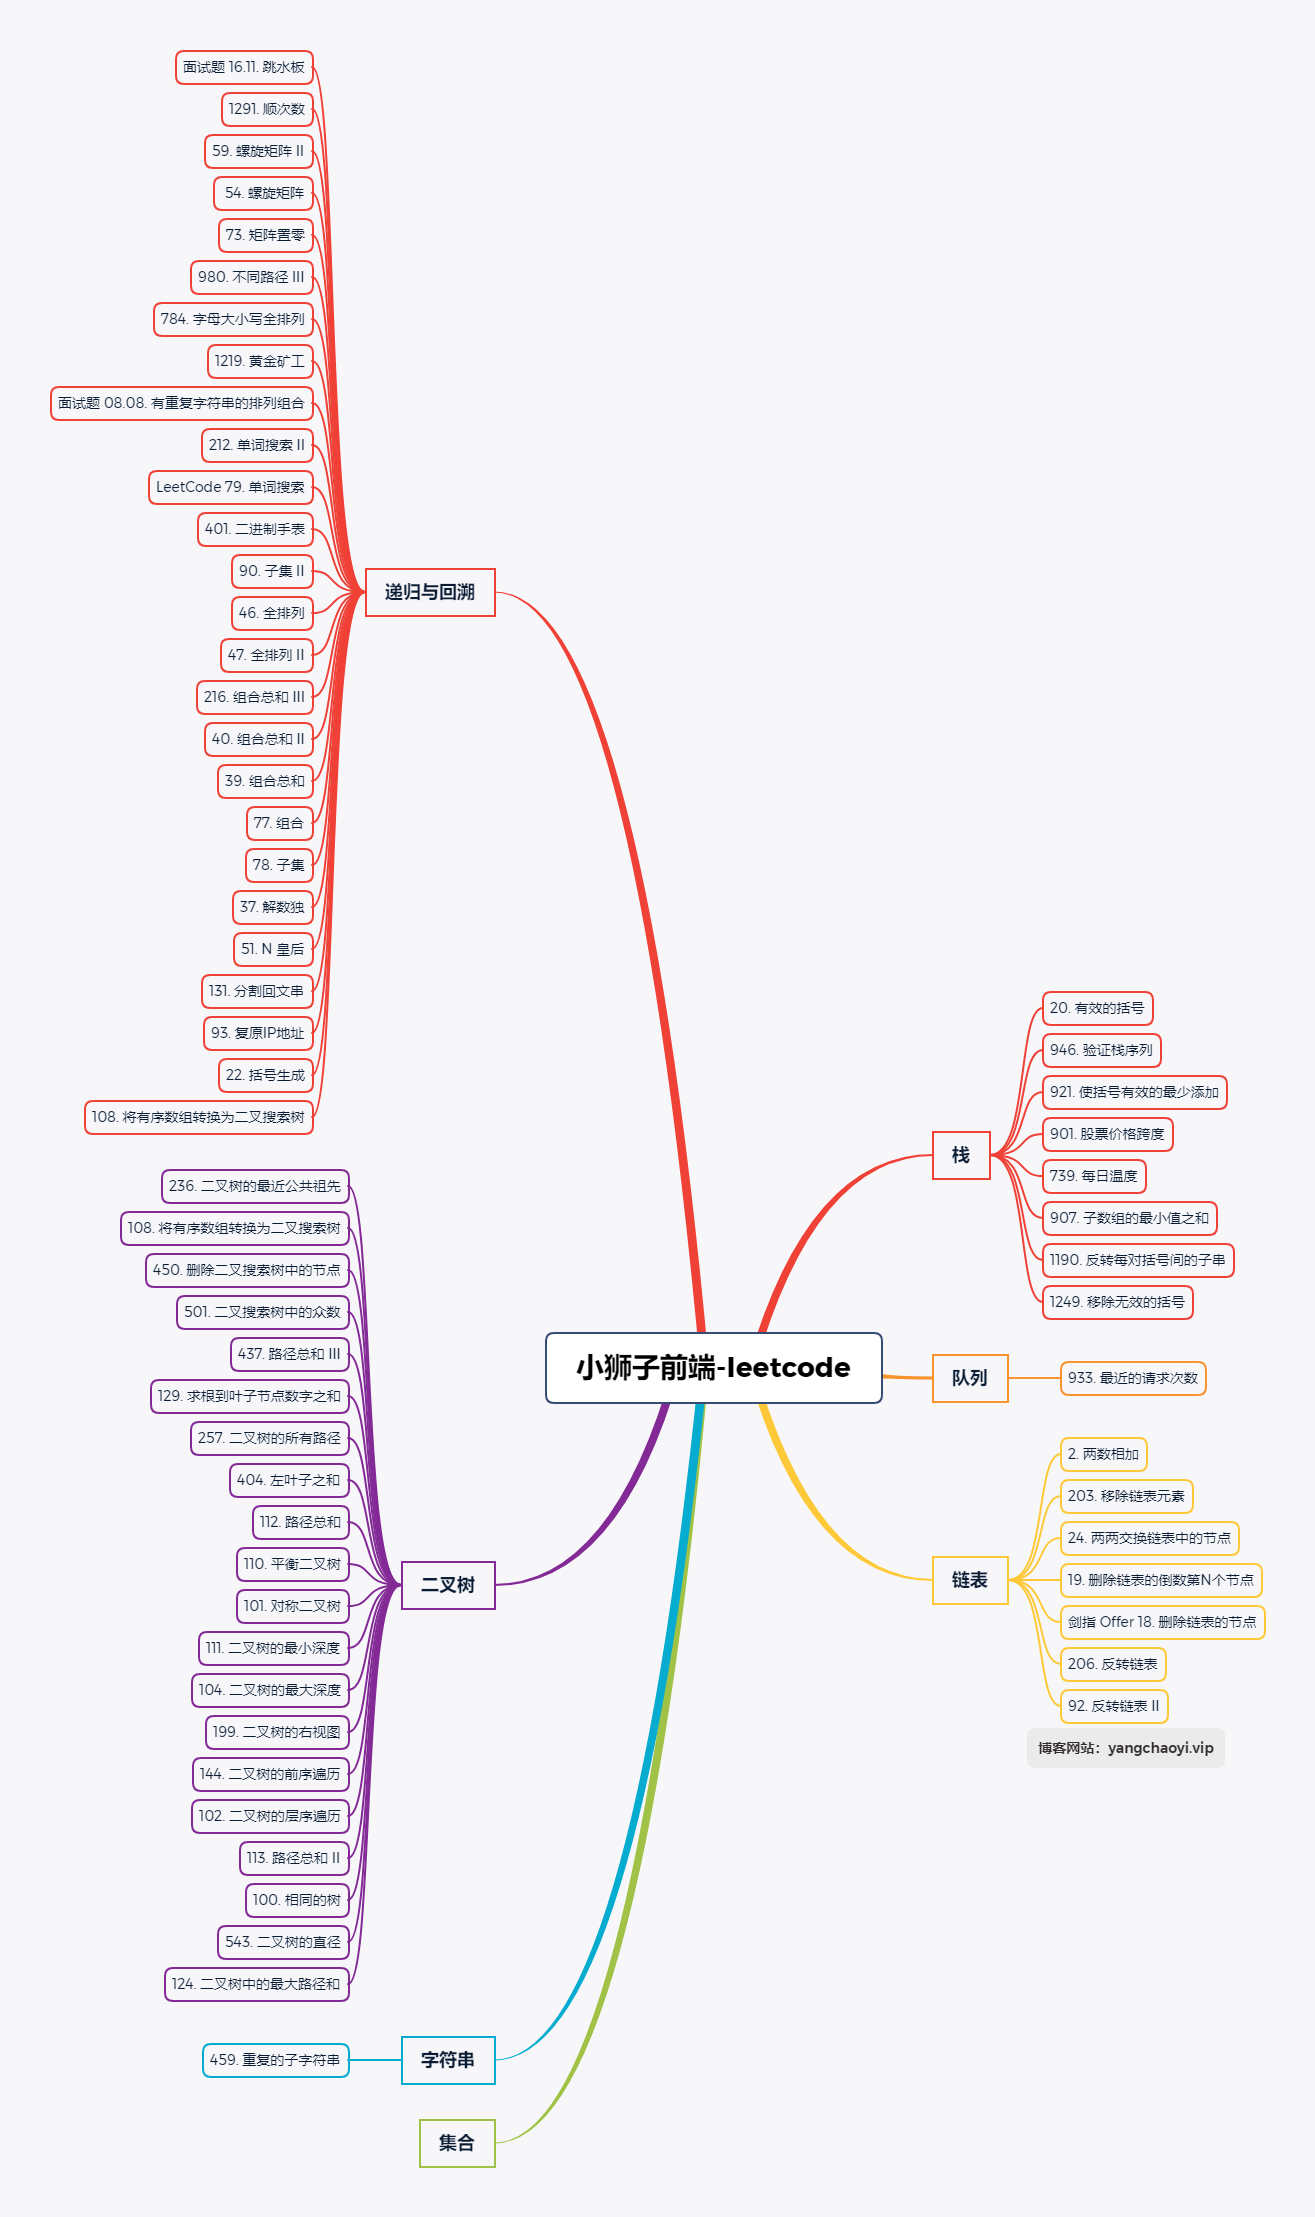 小狮子前端-leetcode
递归与回溯
面试题 16.11. 跳水板
1291. 顺次数
59. 螺旋矩阵 II
54. 螺旋矩阵
73. 矩阵置零
980. 不同路径 III
784. 字母大小写全排列
1219. 黄金矿工
面试题 08.08. 有重复字符串的排列组合
212. 单词搜索 II
LeetCode 79. 单词搜索
401. 二进制手表
90. 子集 II
46. 全排列
47. 全排列 II
216. 组合总和 III
40. 组合总和 II
39. 组合总和
77. 组合
78. 子集
37. 解数独
51. N 皇后
131. 分割回文串
93. 复原IP地址
22. 括号生成
108. 将有序数组转换为二叉搜索树
二叉树
236. 二叉树的最近公共祖先
108. 将有序数组转换为二叉搜索树
450. 删除二叉搜索树中的节点
501. 二叉搜索树中的众数
437. 路径总和 III
129. 求根到叶子节点数字之和
257. 二叉树的所有路径
404. 左叶子之和
112. 路径总和
110. 平衡二叉树
101. 对称二叉树
111. 二叉树的最小深度
104. 二叉树的最大深度
199. 二叉树的右视图
144. 二叉树的前序遍历
102. 二叉树的层序遍历
113. 路径总和 II
100. 相同的树
543. 二叉树的直径
124. 二叉树中的最大路径和
字符串
459. 重复的子字符串
集合
栈
20. 有效的括号
946. 验证栈序列
921. 使括号有效的最少添加
901. 股票价格跨度
739. 每日温度
907. 子数组的最小值之和
1190. 反转每对括号间的子串
1249. 移除无效的括号
队列
933. 最近的请求次数
链表
2. 两数相加
203. 移除链表元素
24. 两两交换链表中的节点
19. 删除链表的倒数第N个节点
剑指 Offer 18. 删除链表的节点
206. 反转链表
92. 反转链表 II
博客网站：yangchaoyi.vip